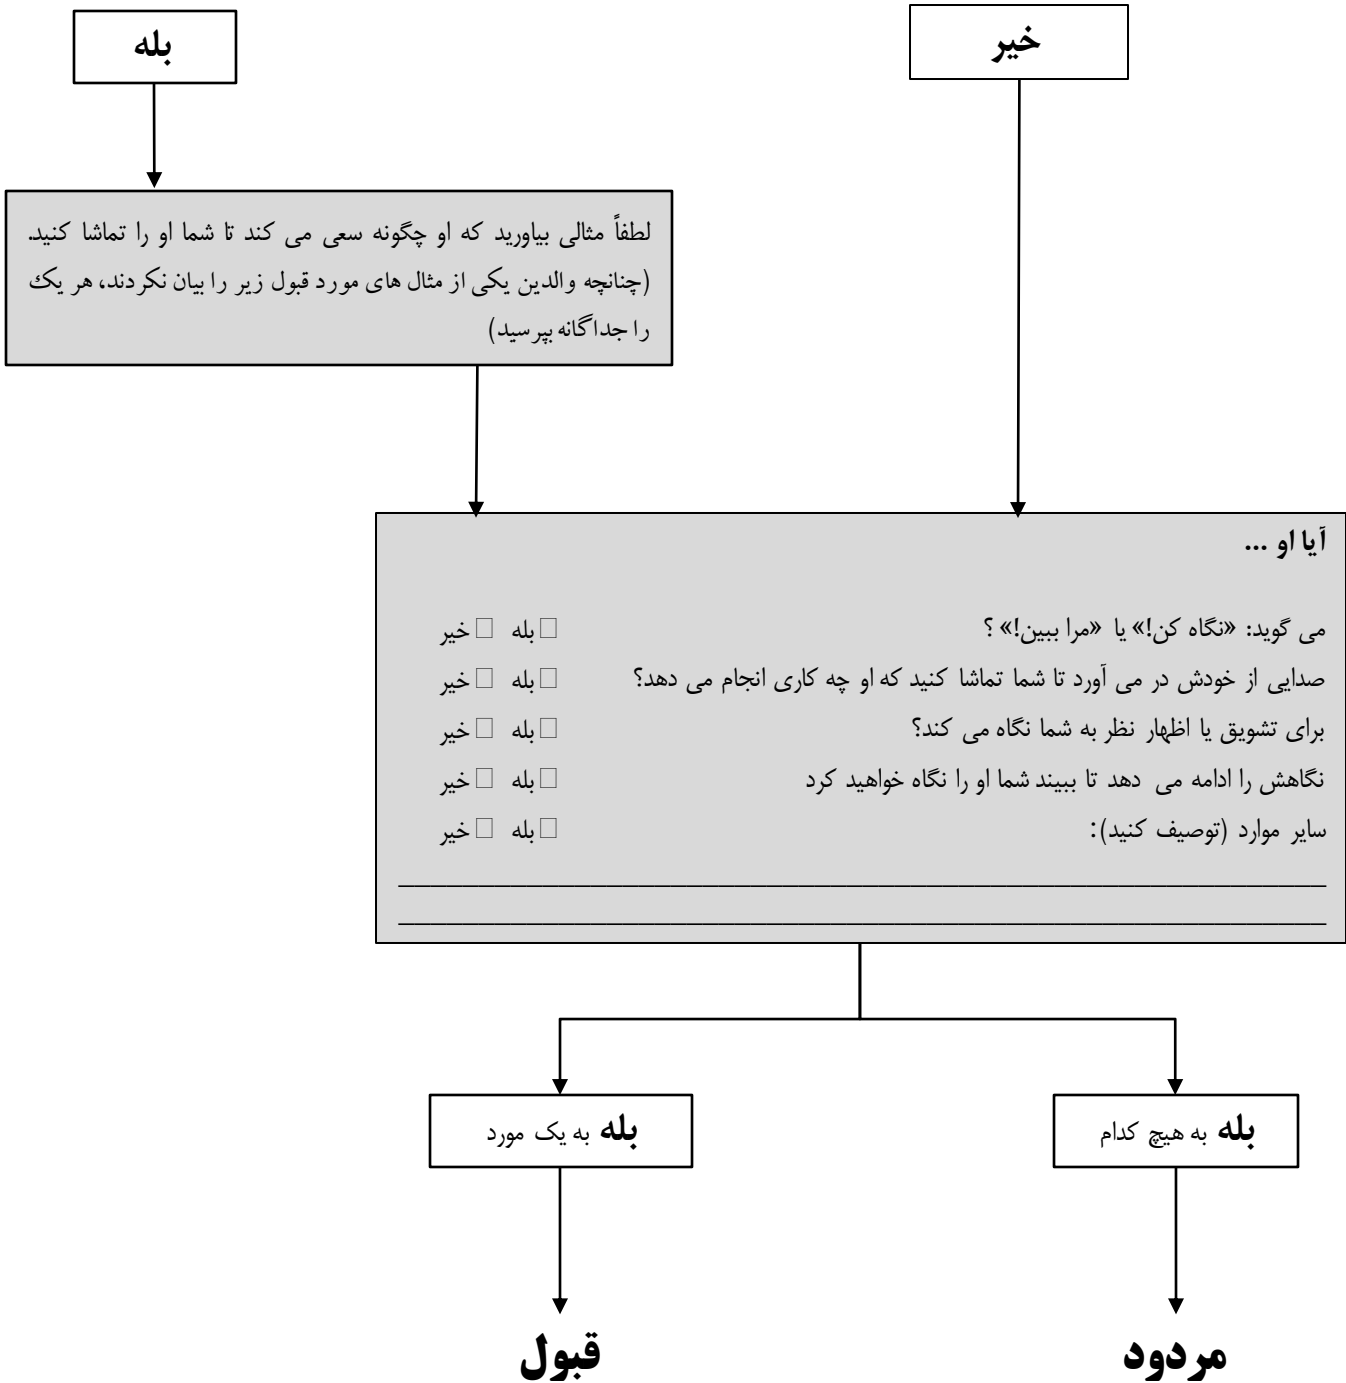 خیر
بله
لطفاً مثالی بیاورید که او چگونه سعی می کند تا شما او را تماشا کنید.
(چنانچه والدین یکی از مثال های مورد قبول زیر را بیان نکردند، هر یک
را جداگانه بپرسید)
آیا او ...
می گوید: «نگاه کن!» یا «مرا ببین!» ؟ □ بله □ خیر
صدایی از خودش در می آورد تا شما تماشا کنید که او چه کاری انجام می دهد؟ □ بله □ خیر
برای تشویق یا اظهار نظر به شما نگاه می کند؟ □ بله □ خیر
نگاهش را ادامه می دهد تا ببیند شما او را نگاه خواهید کرد □ بله □ خیر
سایر موارد (توصیف کنید): □ بله □ خیر
بله به هیچ کدام
بله به یک مورد
مردود
قبول